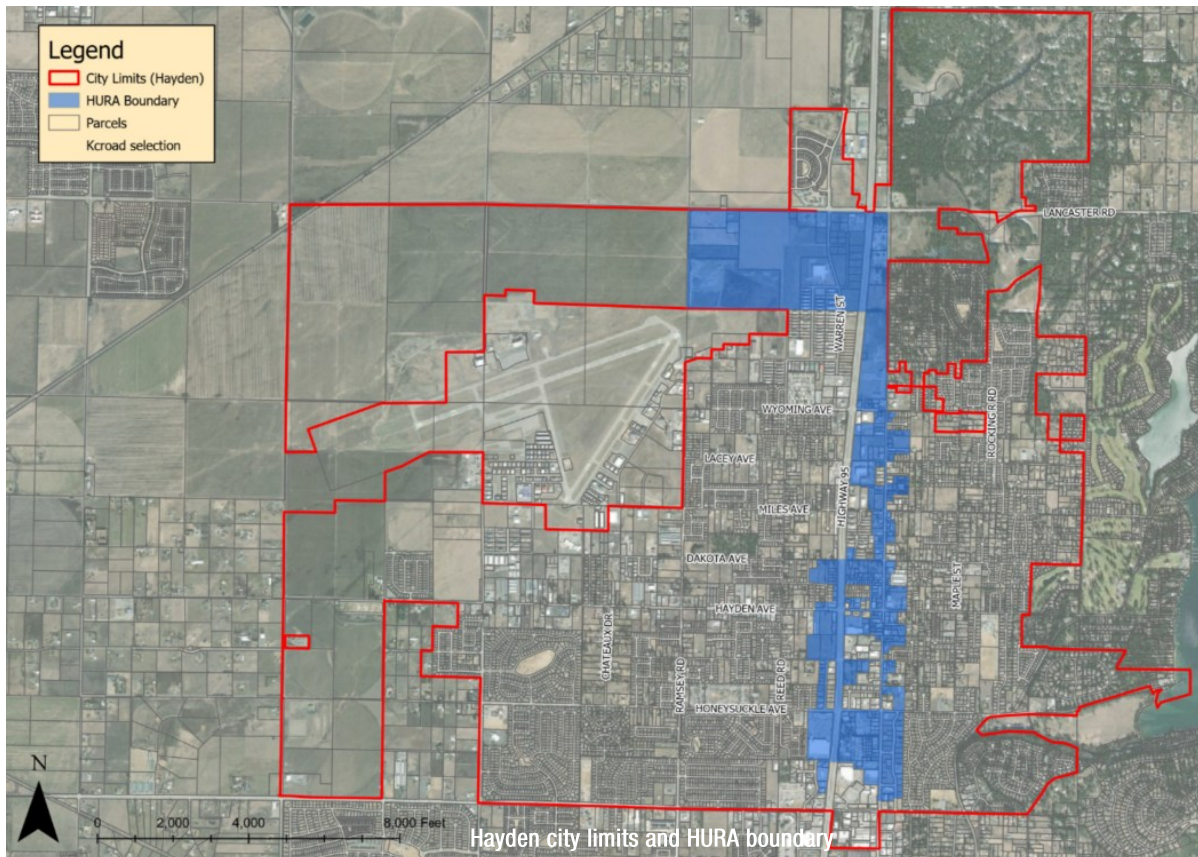 Legend
City Limits (Hayden)
HURA Boundary
Parcels
Kcroad selection
LANCASTER RD
WARREN ST
WYOMING AVE
ROCKING R RD
LACEY AVE
HIGHWAY 95
MILES AVE
DAKOTA AVE
MAPLE ST
HAYDEN AVE
CHATEAUX DR
RAMSEY RD
REED RD
HONEYSUCKLE AVE
N
0 2,000 4,000 8,000 Feet
Hayden city limits and HURA boundary